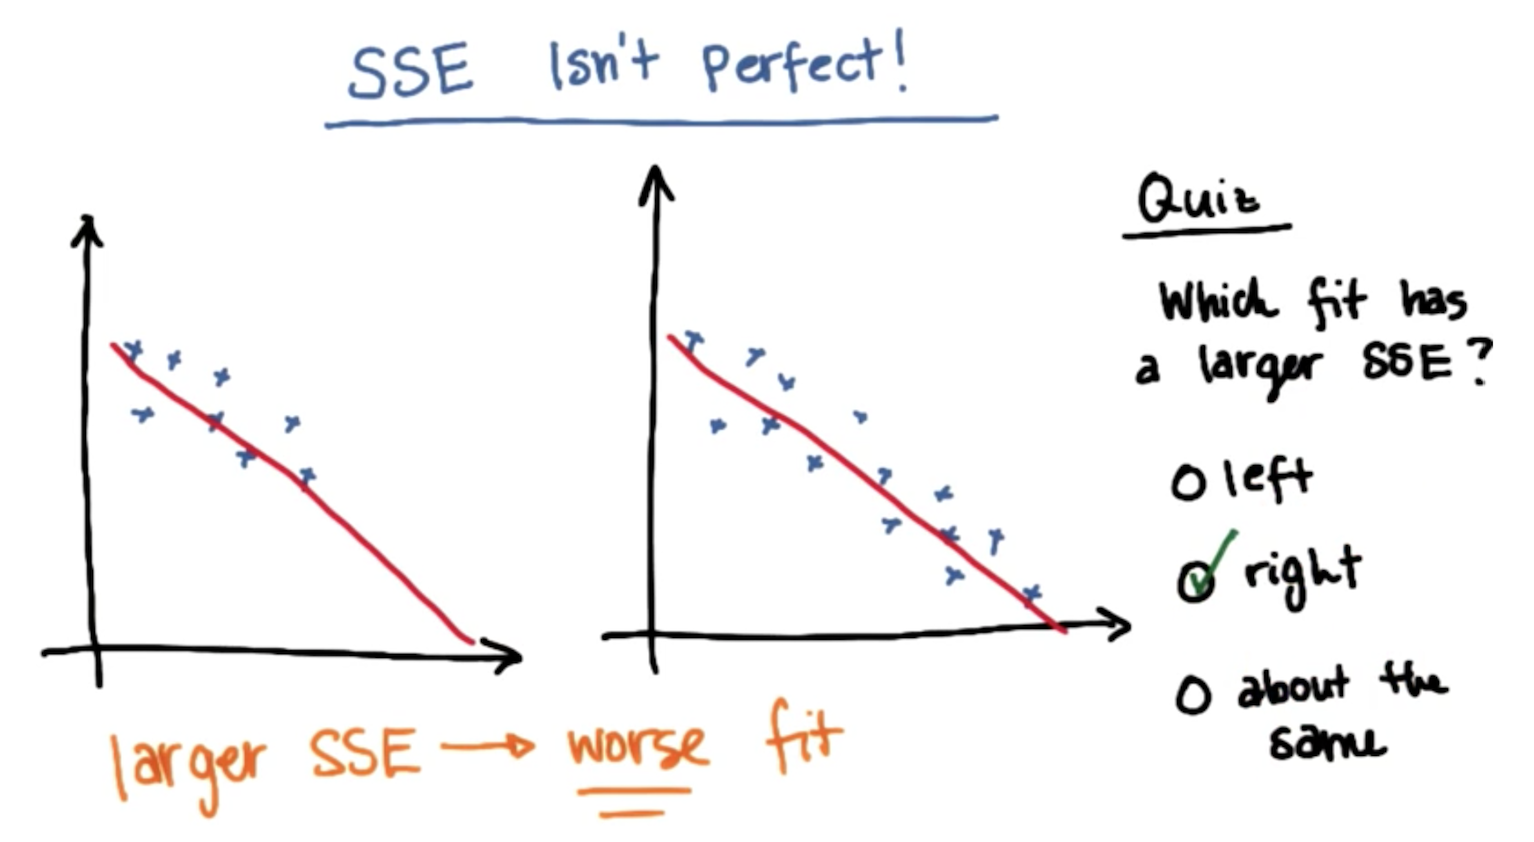 SSE Isn't Perfect!
Quiz
Which fit has
a larger SSE?
left
right
about the
same
larger SSE → worse fit